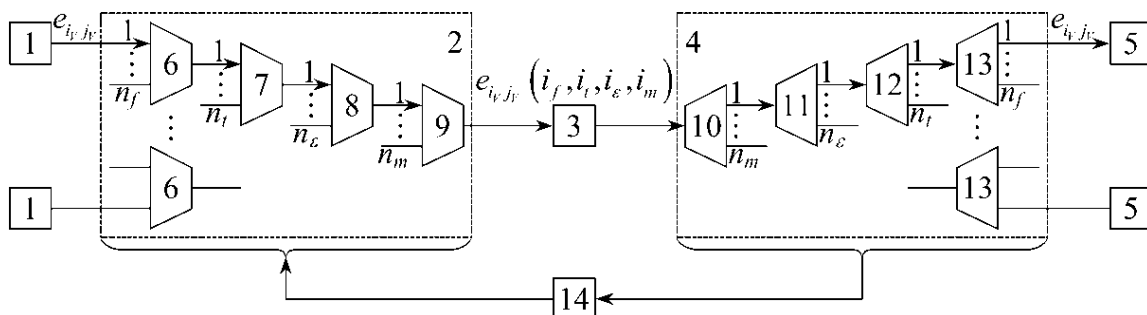 1 e_{i_V j_V} 1 6 n_f 1 7 n_t 1 8 n_ε 1 9 n_m 2 e_{i_V j_V} (i_f, i_t, i_ε, i_m) 3 4 10 1 n_m 11 1 n_ε 12 1 n_t 13 1 n_f e_{i_V j_V} 5
1 6 13 5
14